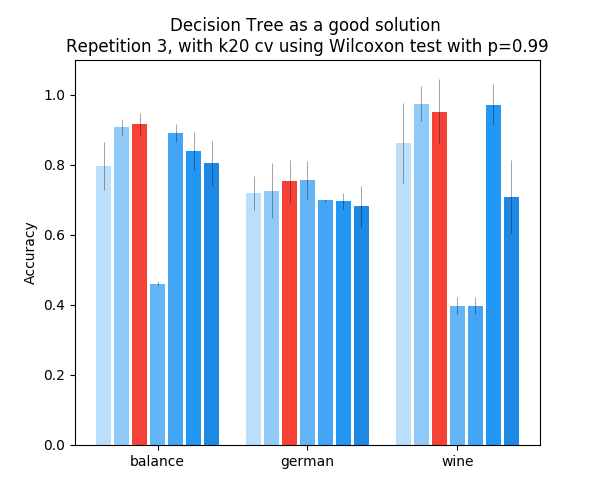 Decision Tree as a good solution
Repetition 3, with k20 cv using Wilcoxon test with p=0.99
1.0
0.8
0.6
0.4
0.2
0.0
Accuracy
balance
german
wine